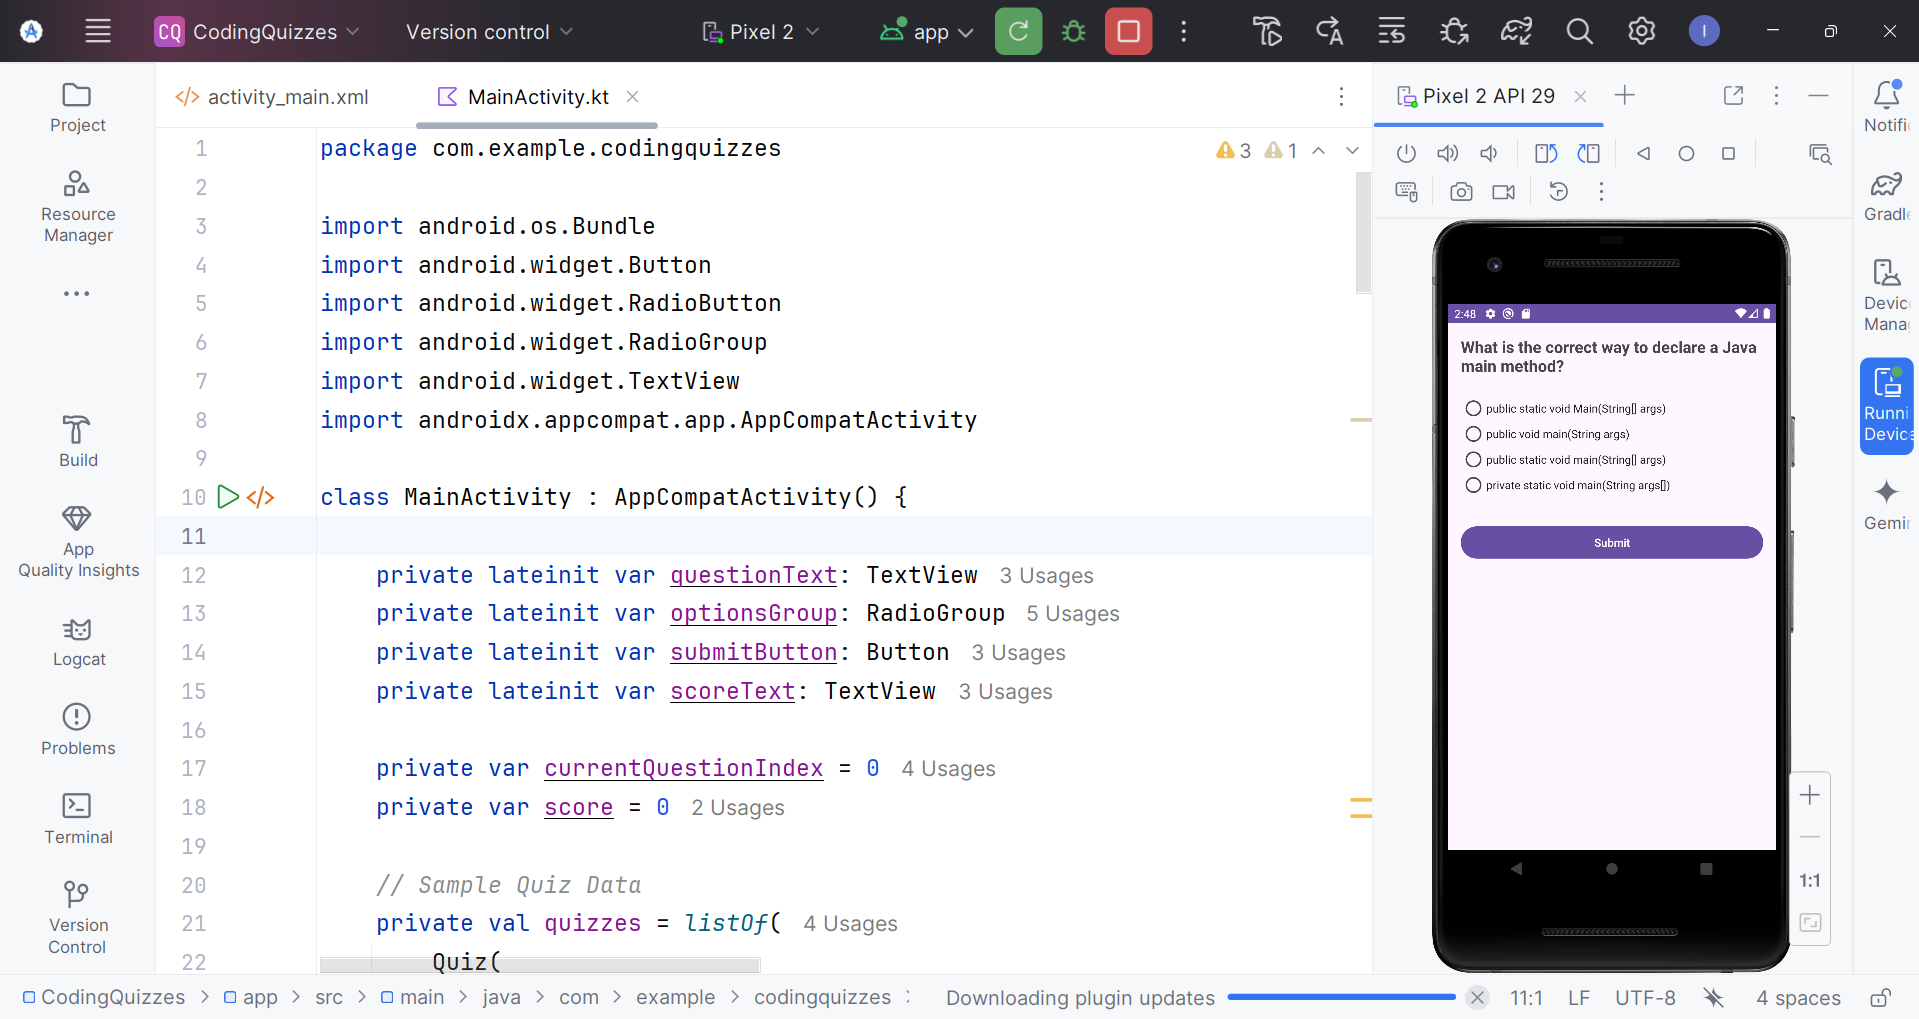 CQ CodingQuizzes Version control Pixel 2 app I
Project
Resource
Manager
Build
App
Quality Insights
Logcat
Problems
Terminal
Version
Control
</> activity_main.xml MainActivity.kt
3 1
1 package com.example.codingquizzes
2
3 import android.os.Bundle
4 import android.widget.Button
5 import android.widget.RadioButton
6 import android.widget.RadioGroup
7 import android.widget.TextView
8 import androidx.appcompat.app.AppCompatActivity
9
10 </> class MainActivity : AppCompatActivity() {
11
12 private lateinit var questionText: TextView 3 Usages
13 private lateinit var optionsGroup: RadioGroup 5 Usages
14 private lateinit var submitButton: Button 3 Usages
15 private lateinit var scoreText: TextView 3 Usages
16
17 private var currentQuestionIndex = 0 4 Usages
18 private var score = 0 2 Usages
19
20 // Sample Quiz Data
21 private val quizzes = listOf( 4 Usages
22 Quiz(
Pixel 2 API 29
2:48
What is the correct way to declare a Java
main method?
public static void Main(String[] args)
public void main(String args)
public static void main(String[] args)
private static void main(String args[])
Submit
1:1
Notifi
Gradle
Devic
Mana
Runni
Devic
Gemir
CodingQuizzes > app > src > main > java > com > example > codingquizzes Downloading plugin updates 11:1 LF UTF-8 4 spaces